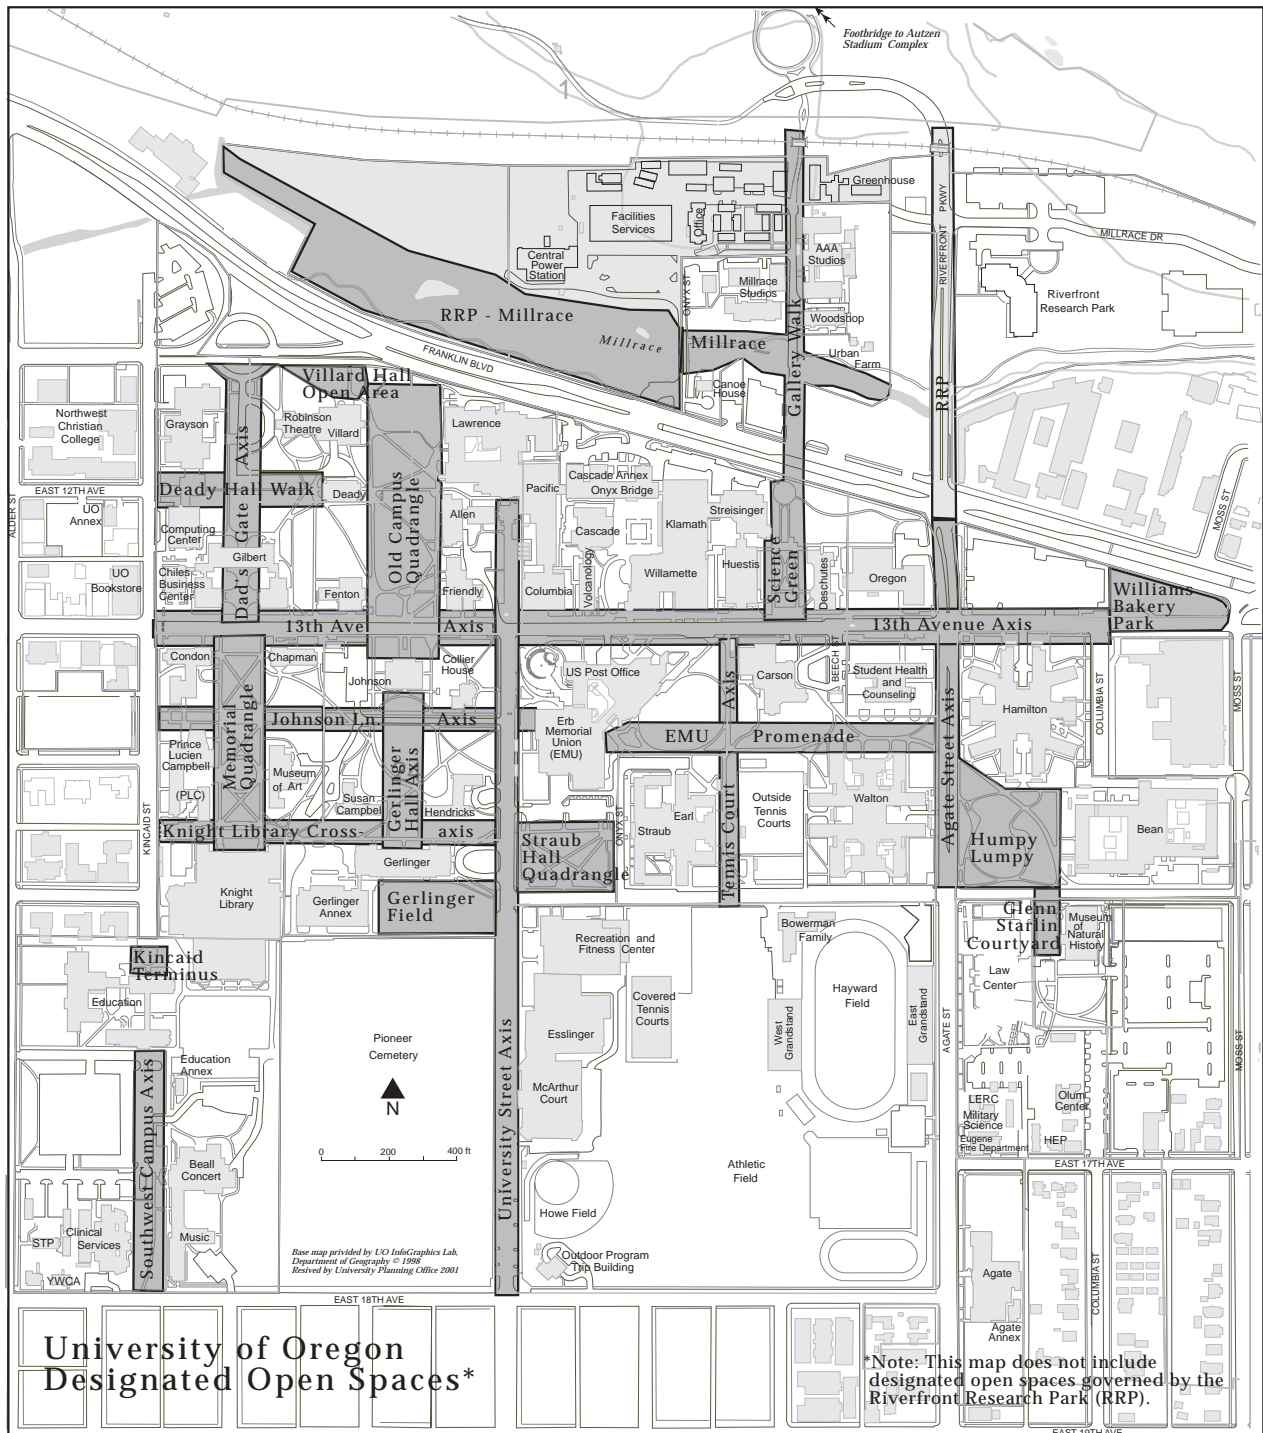 Footbridge to Autzen
Stadium Complex
1
Greenhouse
Facilities
Services
Office
RIVERFRONT PKWY
MILLRACE DR
AAA
Studios
Central
Power
Station
ONYX ST
Millrace
Studios
Riverfront
Research Park
RRP - Millrace
Woodshop
Millrace
Millrace
Gallery Walk
Urban
Farm
FRANKLIN BLVD
Villard Hall
Open Area
Canoe
House
RRP
Northwest
Christian
College
Grayson
Robinson
Theatre
Villard
Lawrence
Dad's Gate Axis
Deady Hall Walk
Deady
Old Campus
Quadrangle
Cascade Annex
Onyx Bridge
Pacific
EAST 12TH AVE
ALDER ST
UO
Annex
Computing
Center
Allen
Cascade
Klamath
Streisinger
MOSS ST
Gilbert
Chiles
Business
Center
UO
Bookstore
Fenton
Friendly
Columbia
Volcanology
Willamette
Huestis
Science
Green
Deschutes
Oregon
Williams
Bakery
Park
13th Ave
Axis
13th Avenue Axis
Condon
Chapman
Johnson
Collier
House
US Post Office
Axis
Carson
BEECH ST
Student Health
and
Counseling
Hamilton
COLUMBIA ST
MOSS ST
Memorial
Quadrangle
Johnson Ln.
Axis
Erb
Memorial
Union
(EMU)
EMU Promenade
Agate Street Axis
Prince
Lucien
Campbell
(PLC)
Museum
of Art
Gerlinger
Hall Axis
Susan
Campbel
Hendricks
KINCAID ST
Knight Library Cross-
axis
Straub
Hall
Quadrangle
ONYX ST
Straub
Earl
Tennis Court
Outside
Tennis
Courts
Walton
Humpy
Lumpy
Bean
Gerlinger
Knight
Library
Gerlinger
Annex
Gerlinger
Field
Glenn
Starlin
Courtyard
Museum
of
Natural
History
Kincaid
Terminus
Recreation and
Fitness Center
Bowerman
Family
Law
Center
Education
Covered
Tennis
Courts
Hayward
Field
West
Grandstand
East
Grandstand
AGATE ST
Pioneer
Cemetery
Esslinger
University Street Axis
MOSS ST
Education
Annex
Southwest Campus Axis
N
McArthur
Court
LERC
Military
Science
Eugene
Fire Department
Olum
Center
HEP
0 200 400 ft
Beall
Concert
EAST 17TH AVE
Athletic
Field
Howe Field
Clinical
Services
STP
YWCA
Music
Base map provided by UO InfoGraphics Lab,
Department of Geography © 1998
Resived by University Planning Office 2001
Outdoor Program
Trip Building
Agate
COLUMBIA ST
EAST 18TH AVE
Agate
Annex
University of Oregon
Designated Open Spaces*
*Note: This map does not include
designated open spaces governed by the
Riverfront Research Park (RRP).
EAST 19TH AVE